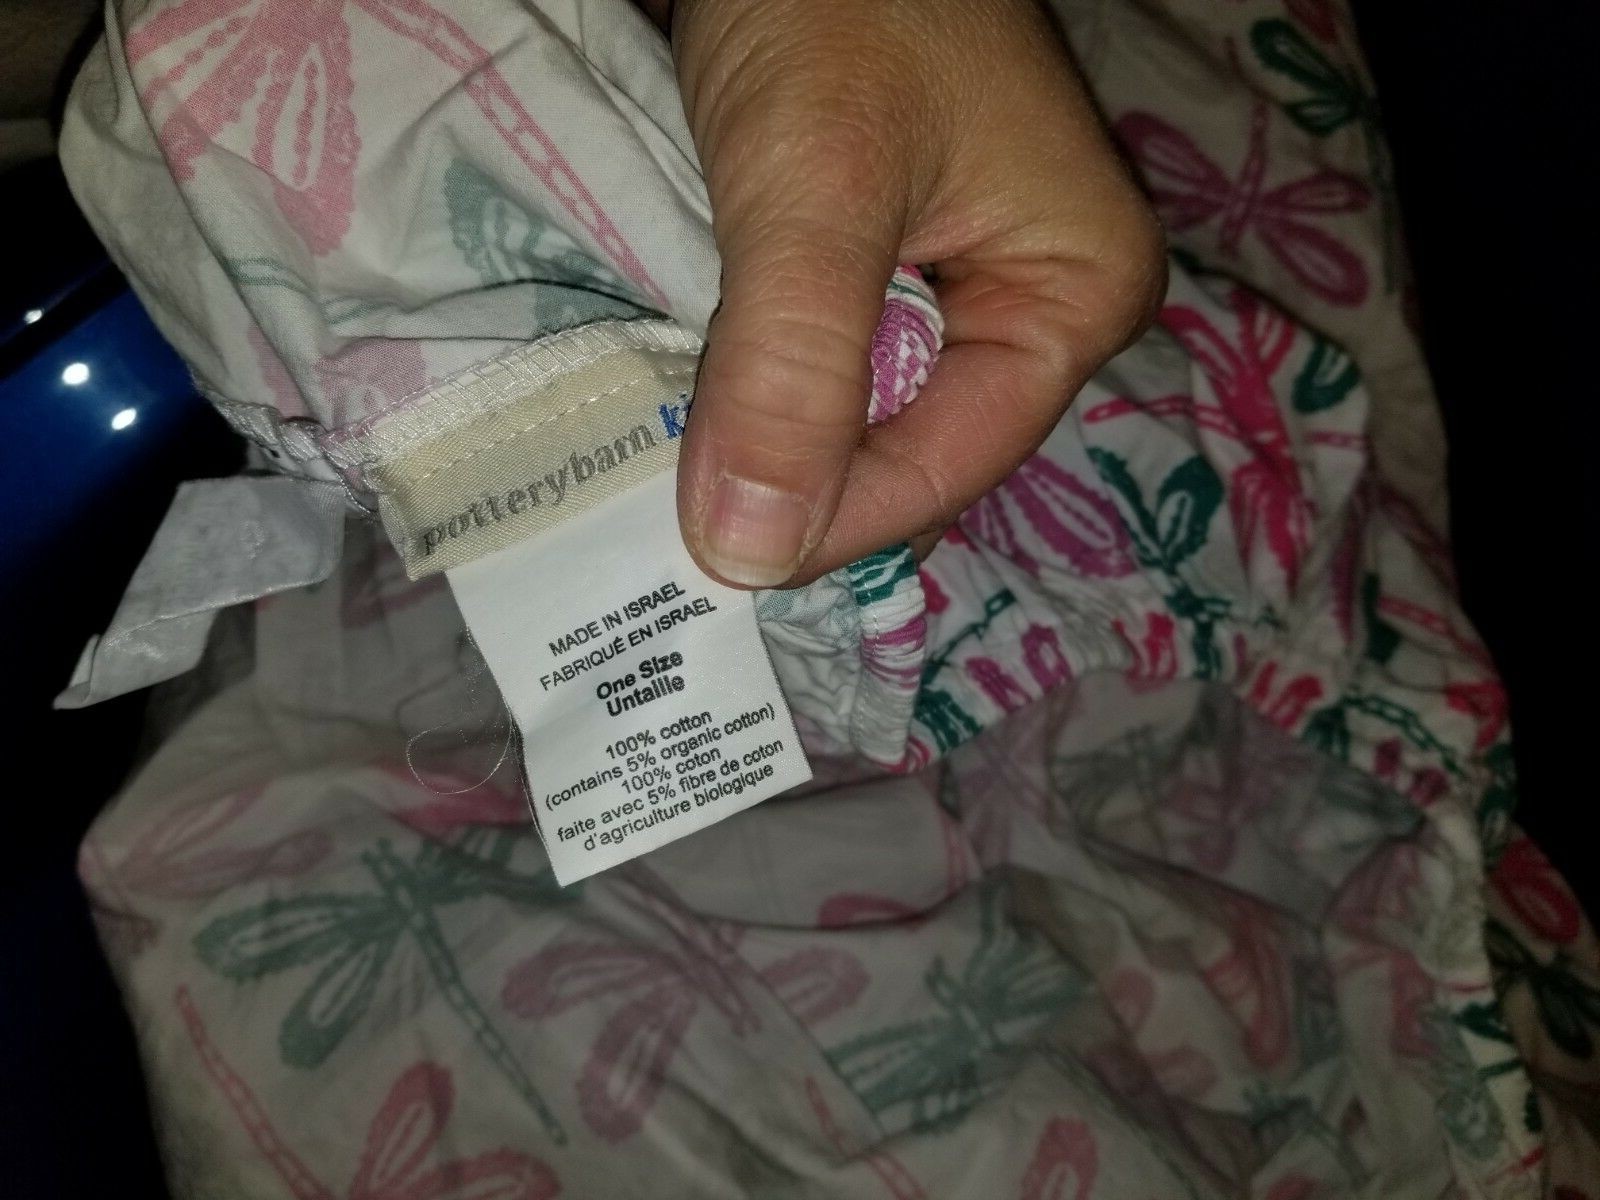 potterybarn
MADE IN ISRAEL
FABRIQUÉ EN ISRAEL
One Size
Untaille
100% cotton
(contains 5% organic cotton)
100% coton
faite avec 5% fibre de coton
d'agriculture biologique